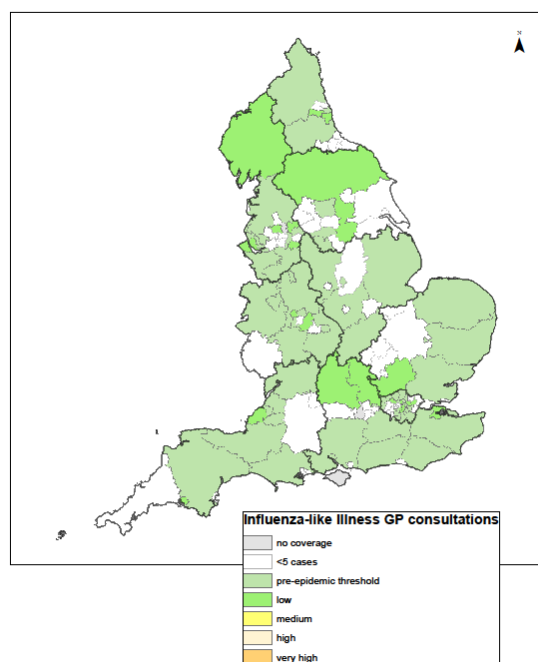 N
Influenza-like Illness GP consultations
no coverage
<5 cases
pre-epidemic threshold
low
medium
high
very high